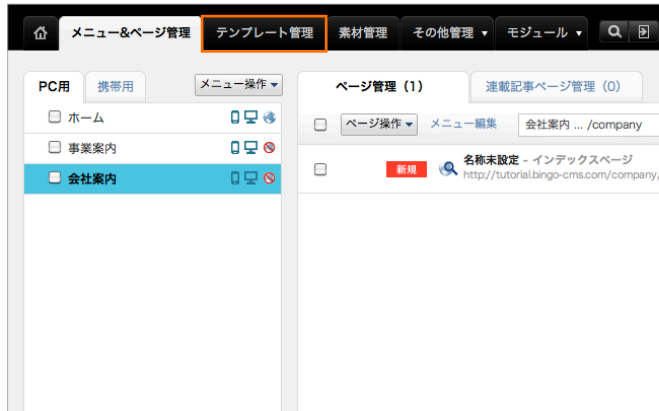 メニュー&ページ管理 テンプレート管理 素材管理 その他管理 ▼ モジュール ▼
PC用 携帯用 メニュー操作▼
ページ管理（1） 連載記事ページ管理（0）
ホーム
ページ操作▼ メニュー編集 会社案内 ... /company
事業案内
会社案内
新規 名称未設定 - インデックスページ
http://tutorial.bingo-cms.com/company/